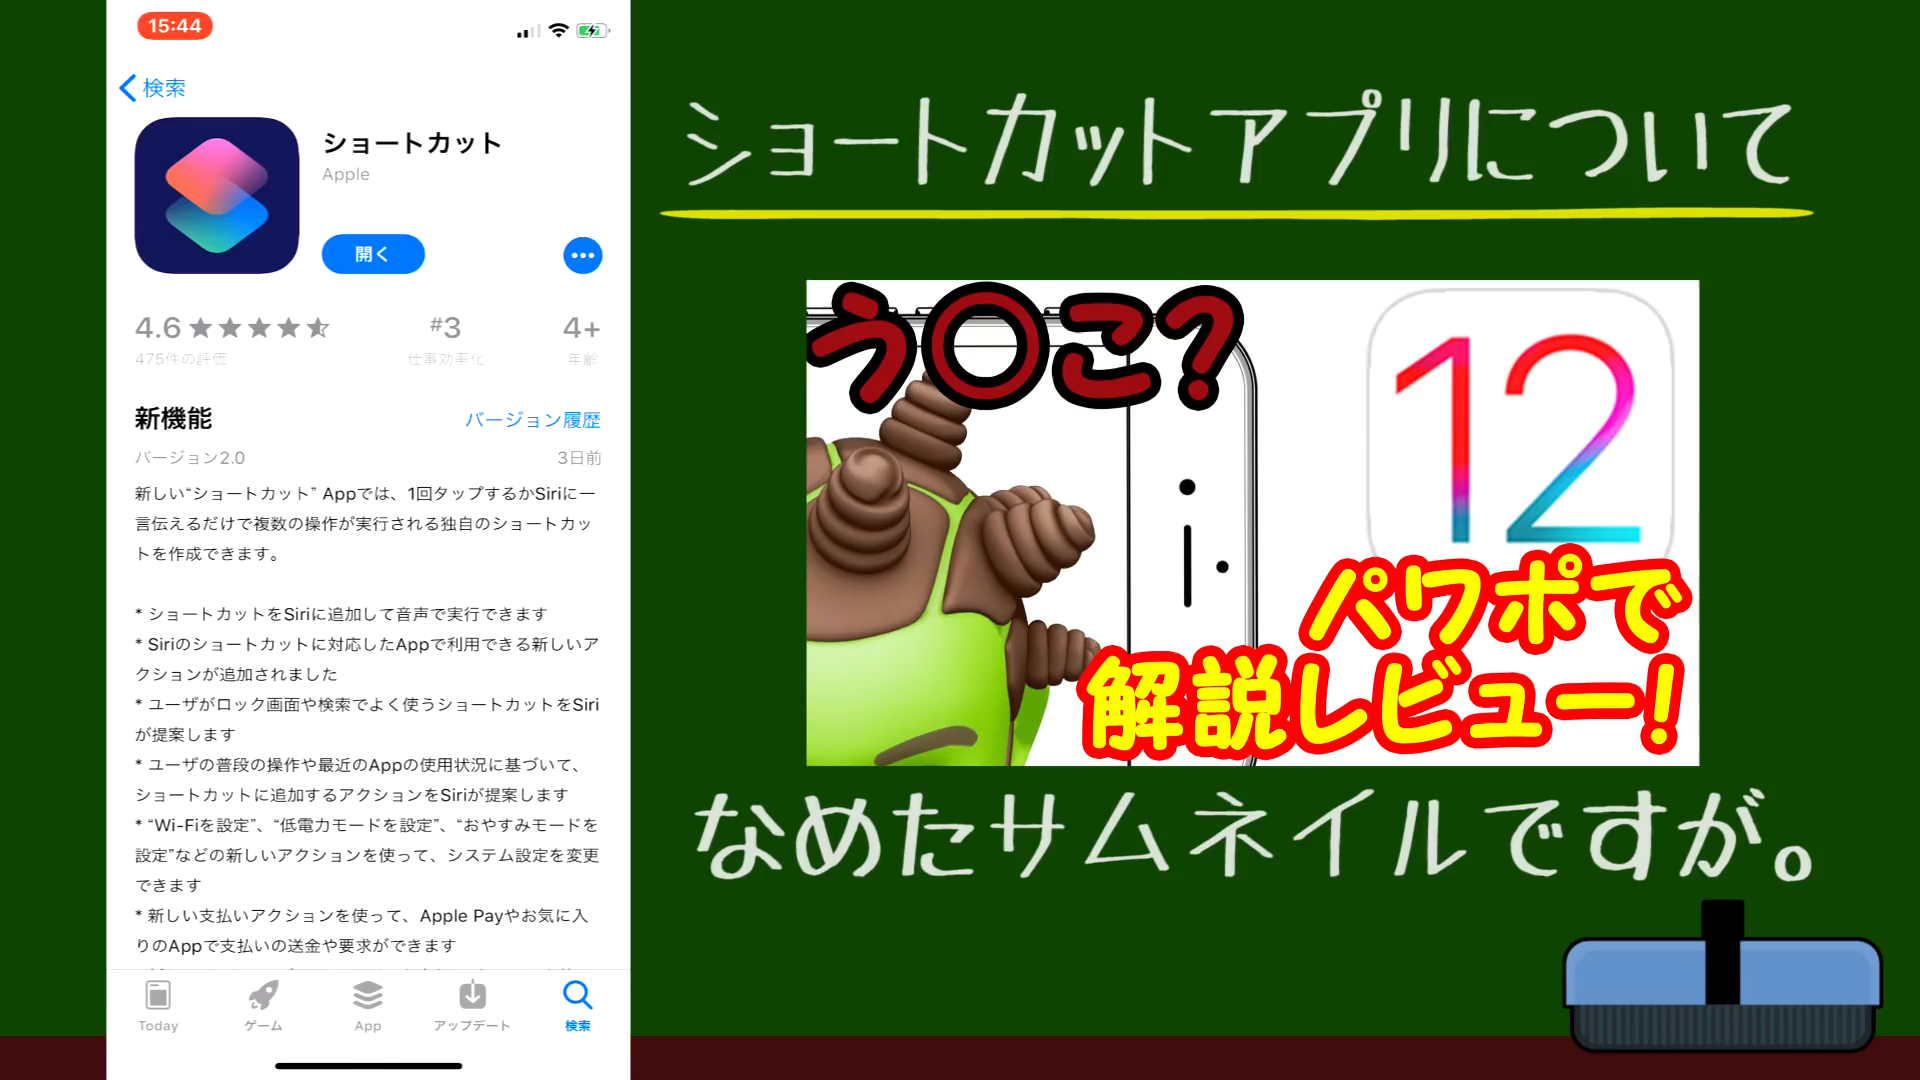 15:44
検索
ショートカット
Apple
開く
4.6
475件の評価
#3
仕事効率化
4+
年齢
新機能
バージョン履歴
バージョン2.0
3日前
新しい“ショートカット” Appでは、1回タップするかSiriに一
言伝えるだけで複数の操作が実行される独自のショートカッ
トを作成できます。
* ショートカットをSiriに追加して音声で実行できます
* Siriのショートカットに対応したAppで利用できる新しいア
クションが追加されました
* ユーザがロック画面や検索でよく使うショートカットをSiri
が提案します
* ユーザの普段の操作や最近のAppの使用状況に基づいて、
ショートカットに追加するアクションをSiriが提案します
* “Wi-Fiを設定”、“低電力モードを設定”、“おやすみモードを
設定”などの新しいアクションを使って、システム設定を変更
できます
* 新しい支払いアクションを使って、Apple Payやお気に入
りのAppで支払いの送金や要求ができます
Today
ゲーム
App
アップデート
検索
ショートカットアプリについて
う〇こ?
12
パワポで
解説レビュー!
なめたサムネイルですが。